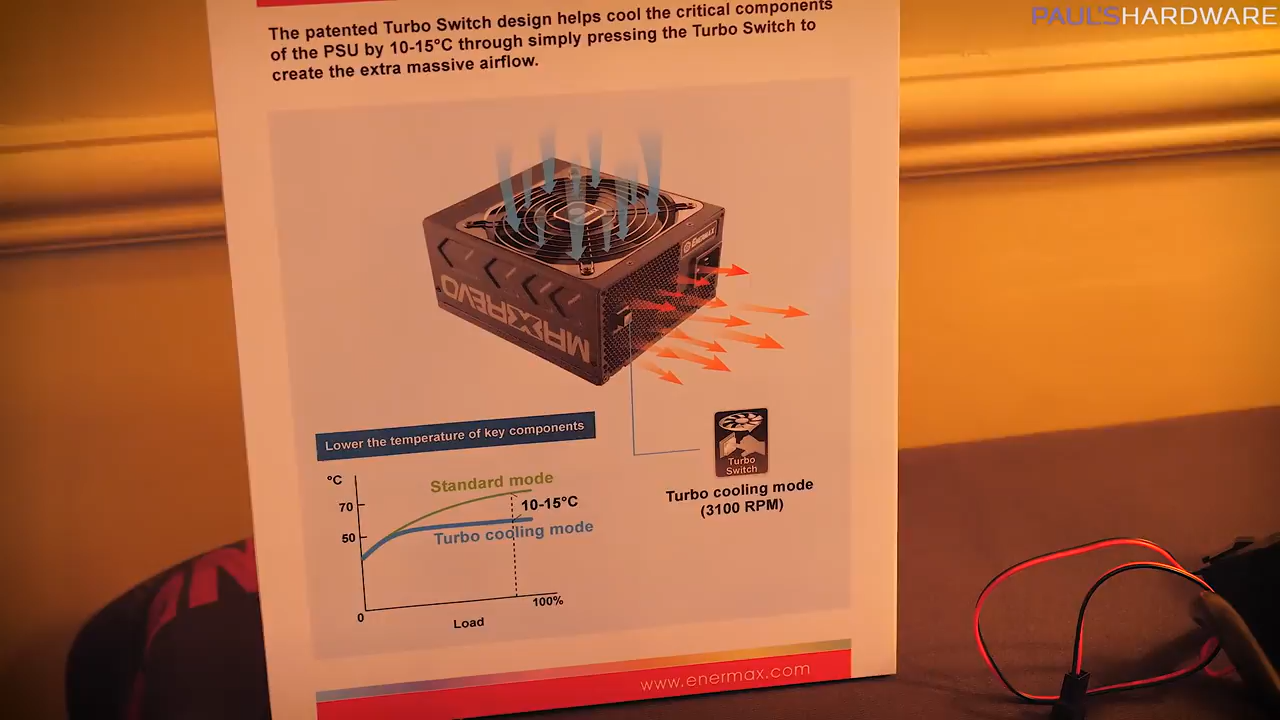 PAUL'SHARDWARE
The patented Turbo Switch design helps cool the critical components
of the PSU by 10-15°C through simply pressing the Turbo Switch to
create the extra massive airflow.
ENERMAX
MAXREVO
Lower the temperature of key components
°C
Standard mode
70
10-15°C
50
Turbo cooling mode
0
100%
Load
Turbo
Switch
Turbo cooling mode
(3100 RPM)
www.enermax.com